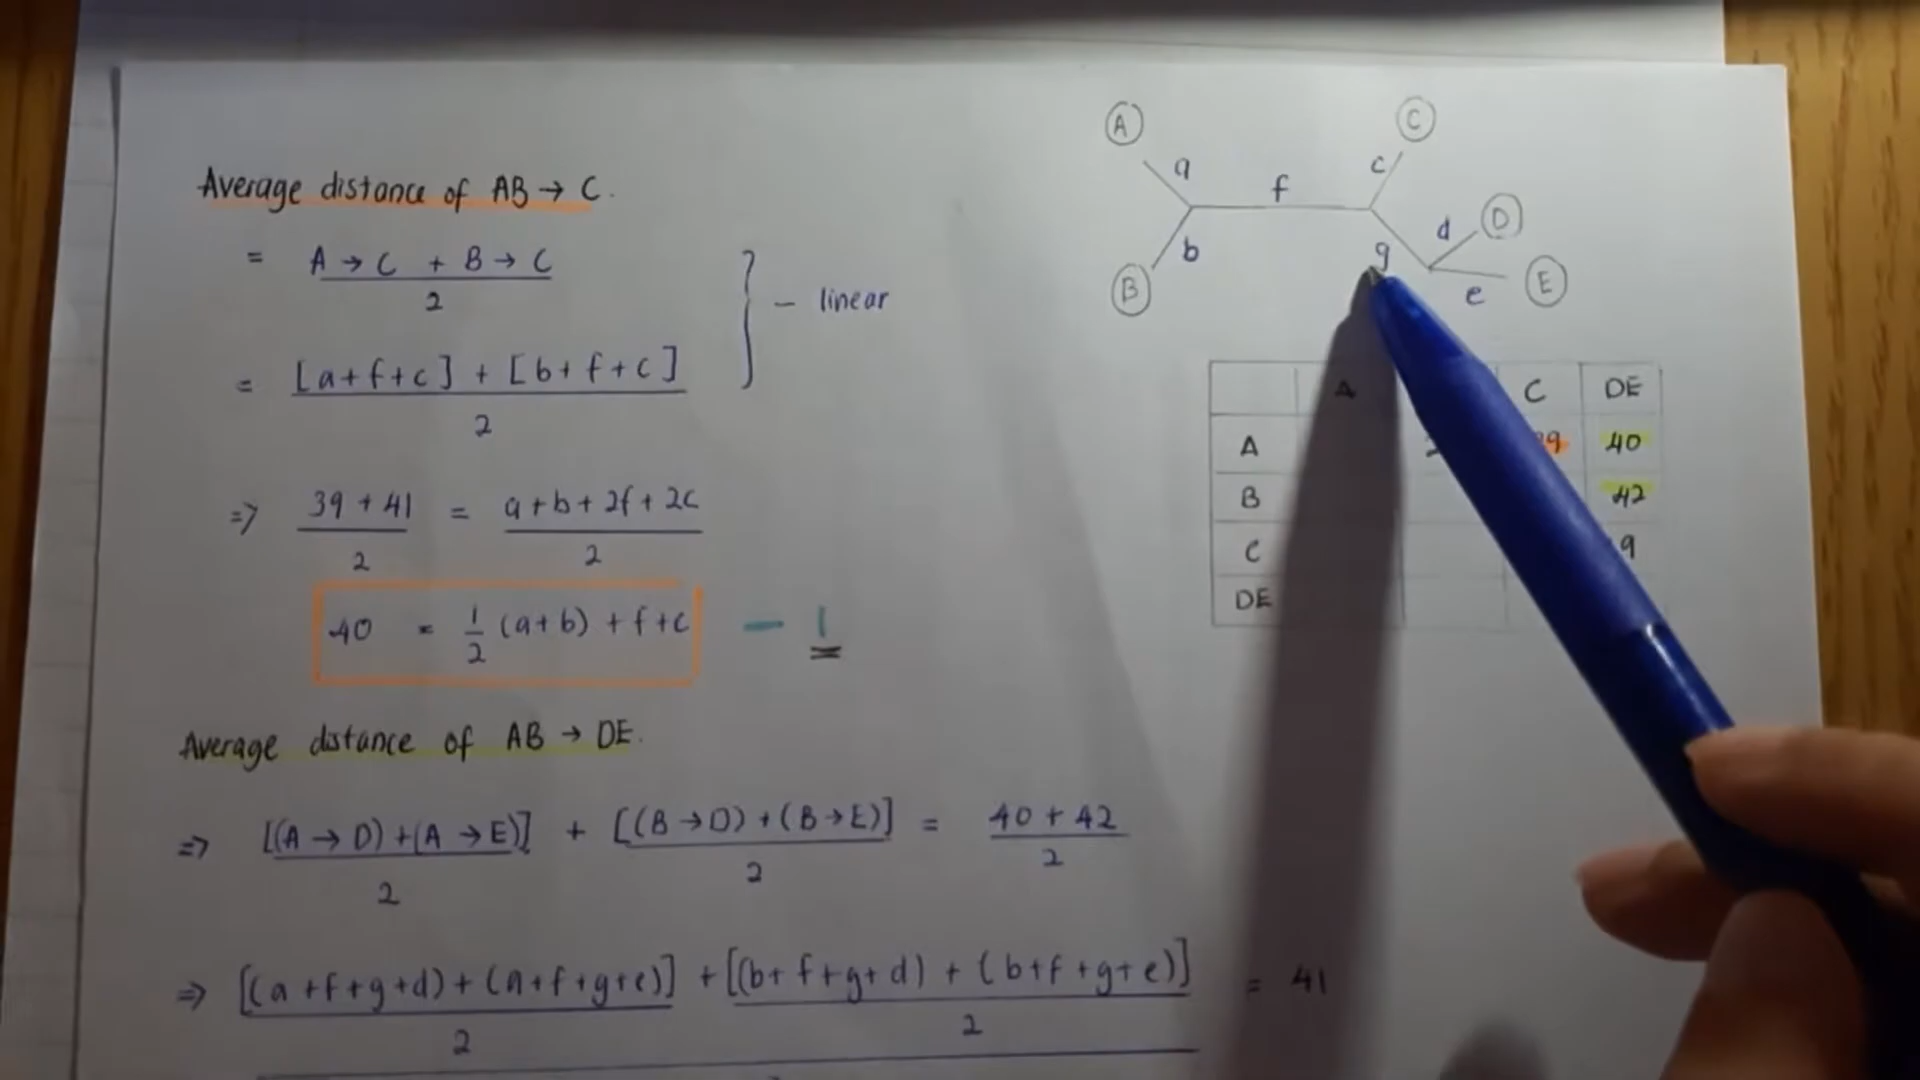 Average distance of AB → C.
= A → C + B → C
2
= [a+f+c] + [b+f+c]
2
} - linear
=> 39 + 41 = a+b+2f+2c
2 2
40 = 1/2 (a+b) + f+c - 1
Average distance of AB → DE.
=> [(A → D) + (A → E)] + [(B → D) + (B → E)] = 40 + 42
2 2 2
=> [(a+f+g+d) + (a+f+g+e)] + [(b+f+g+d) + (b+f+g+e)] = 41
2 2
A C
a f c
D
b g d
B e E
A C DE
A 40
B 42
C 9
DE